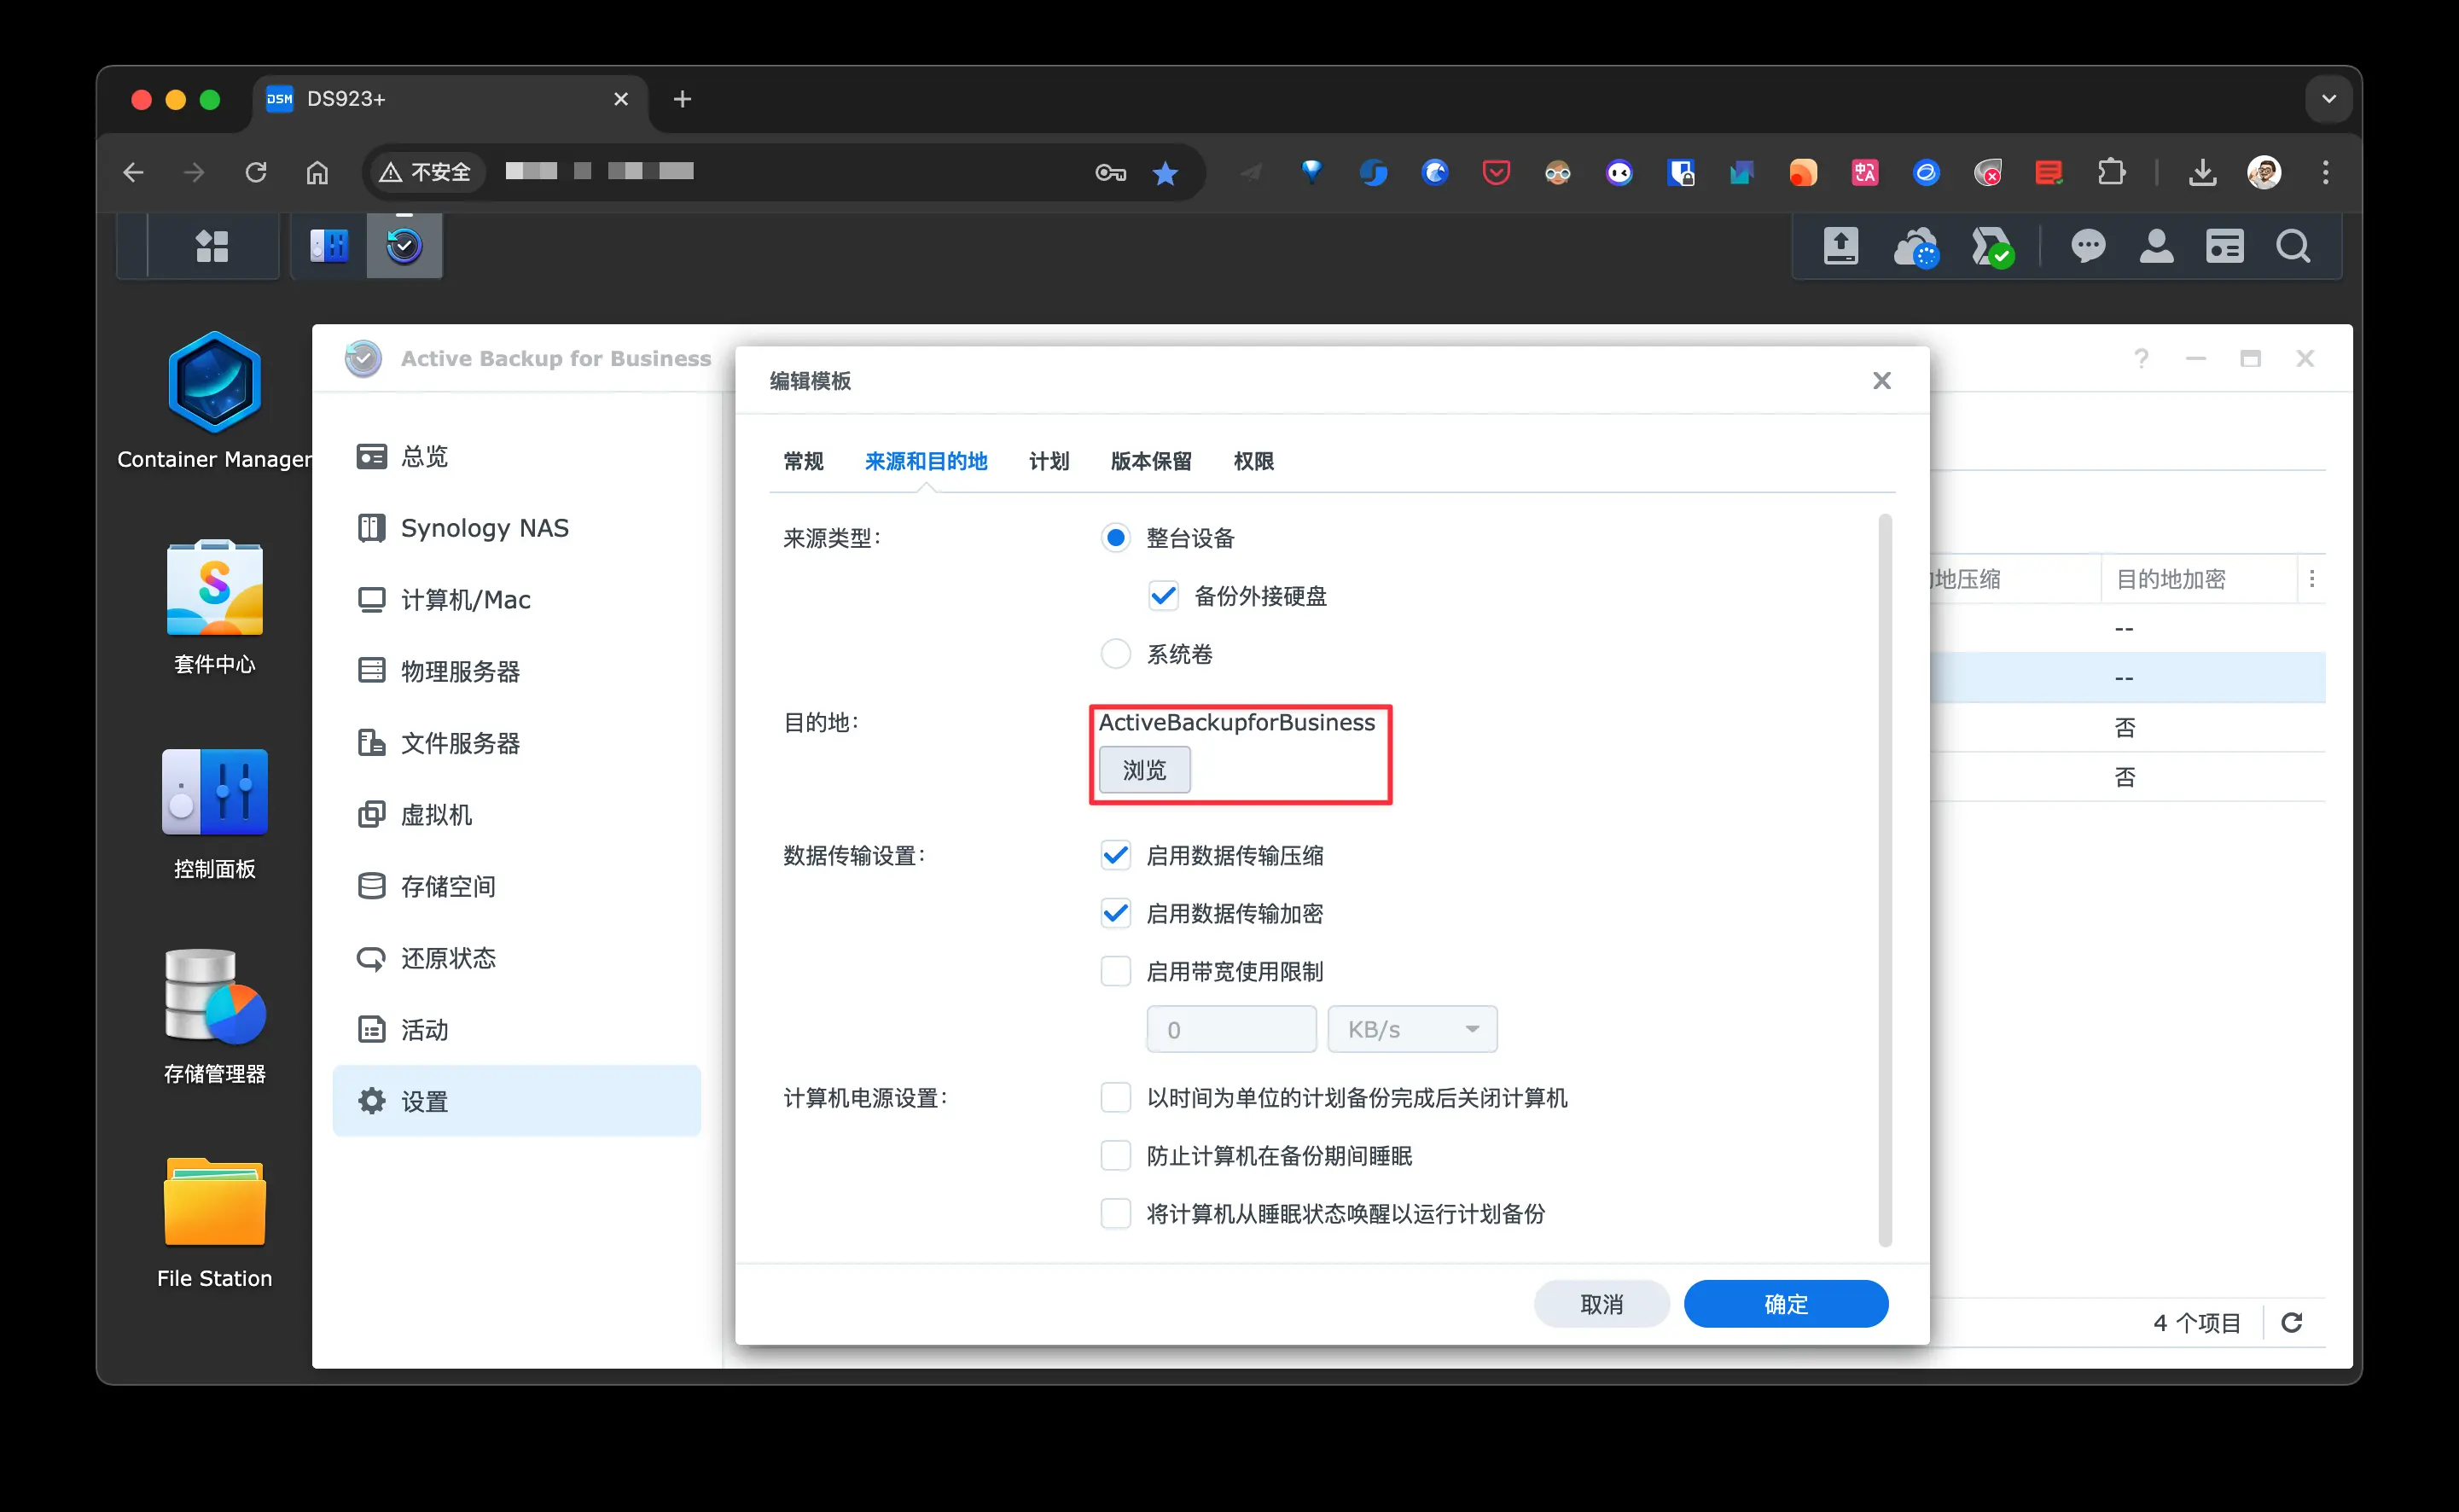 DSM DS923+
不安全
Active Backup for Business
编辑模板
Container Manager
套件中心
控制面板
存储管理器
File Station
总览
Synology NAS
计算机/Mac
物理服务器
文件服务器
虚拟机
存储空间
还原状态
活动
设置
常规 来源和目的地 计划 版本保留 权限
来源类型: 整台设备
备份外接硬盘
系统卷
目的地: ActiveBackupforBusiness
浏览
数据传输设置: 启用数据传输压缩
启用数据传输加密
启用带宽使用限制
0 KB/s
计算机电源设置: 以时间为单位的计划备份完成后关闭计算机
防止计算机在备份期间睡眠
将计算机从睡眠状态唤醒以运行计划备份
取消 确定
地压缩 目的地加密
--
--
否
否
4 个项目